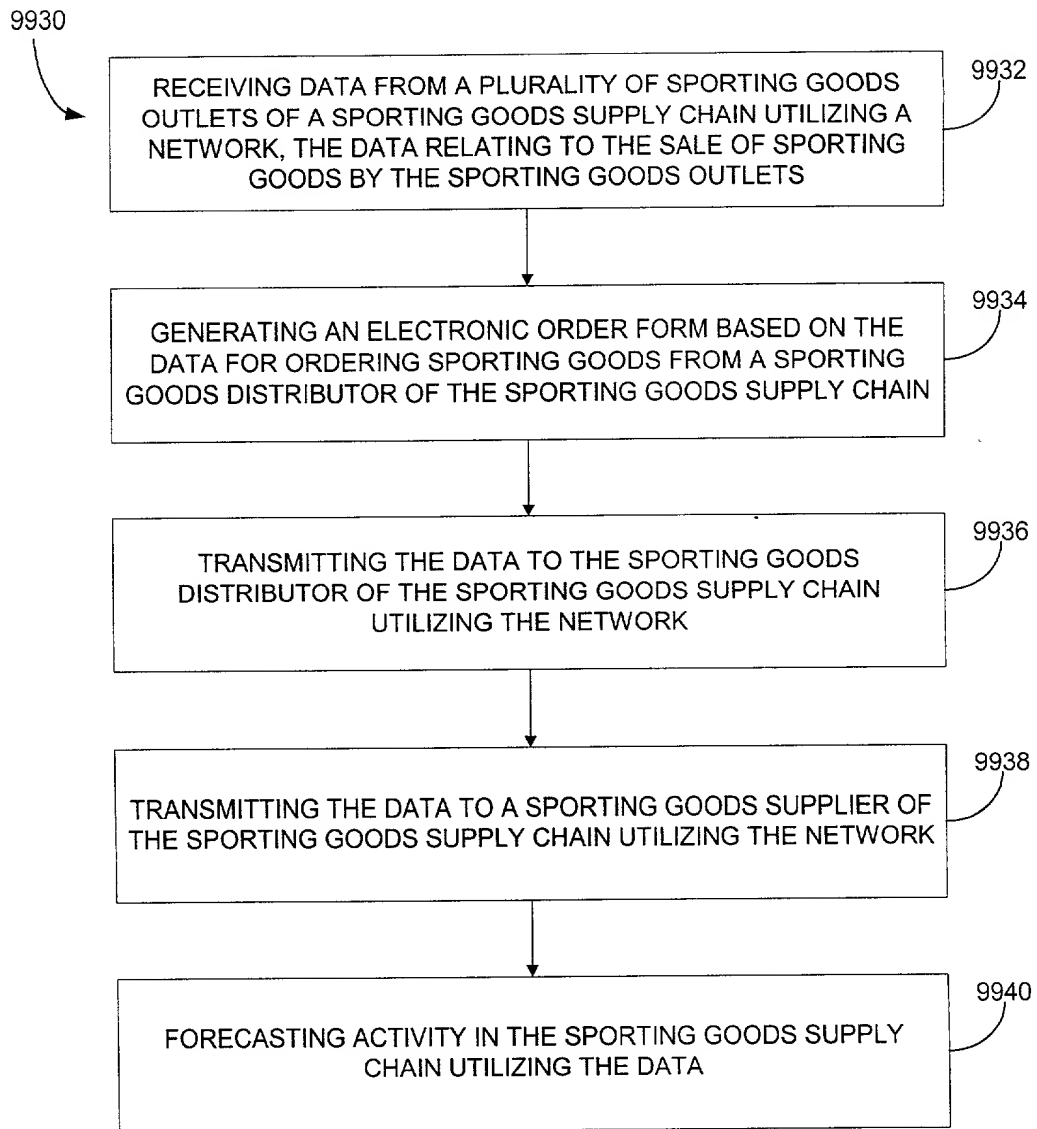 9930
9932
RECEIVING DATA FROM A PLURALITY OF SPORTING GOODS
OUTLETS OF A SPORTING GOODS SUPPLY CHAIN UTILIZING A
NETWORK, THE DATA RELATING TO THE SALE OF SPORTING
GOODS BY THE SPORTING GOODS OUTLETS
9934
GENERATING AN ELECTRONIC ORDER FORM BASED ON THE
DATA FOR ORDERING SPORTING GOODS FROM A SPORTING
GOODS DISTRIBUTOR OF THE SPORTING GOODS SUPPLY CHAIN
9936
TRANSMITTING THE DATA TO THE SPORTING GOODS
DISTRIBUTOR OF THE SPORTING GOODS SUPPLY CHAIN
UTILIZING THE NETWORK
9938
TRANSMITTING THE DATA TO A SPORTING GOODS SUPPLIER OF
THE SPORTING GOODS SUPPLY CHAIN UTILIZING THE NETWORK
9940
FORECASTING ACTIVITY IN THE SPORTING GOODS SUPPLY
CHAIN UTILIZING THE DATA